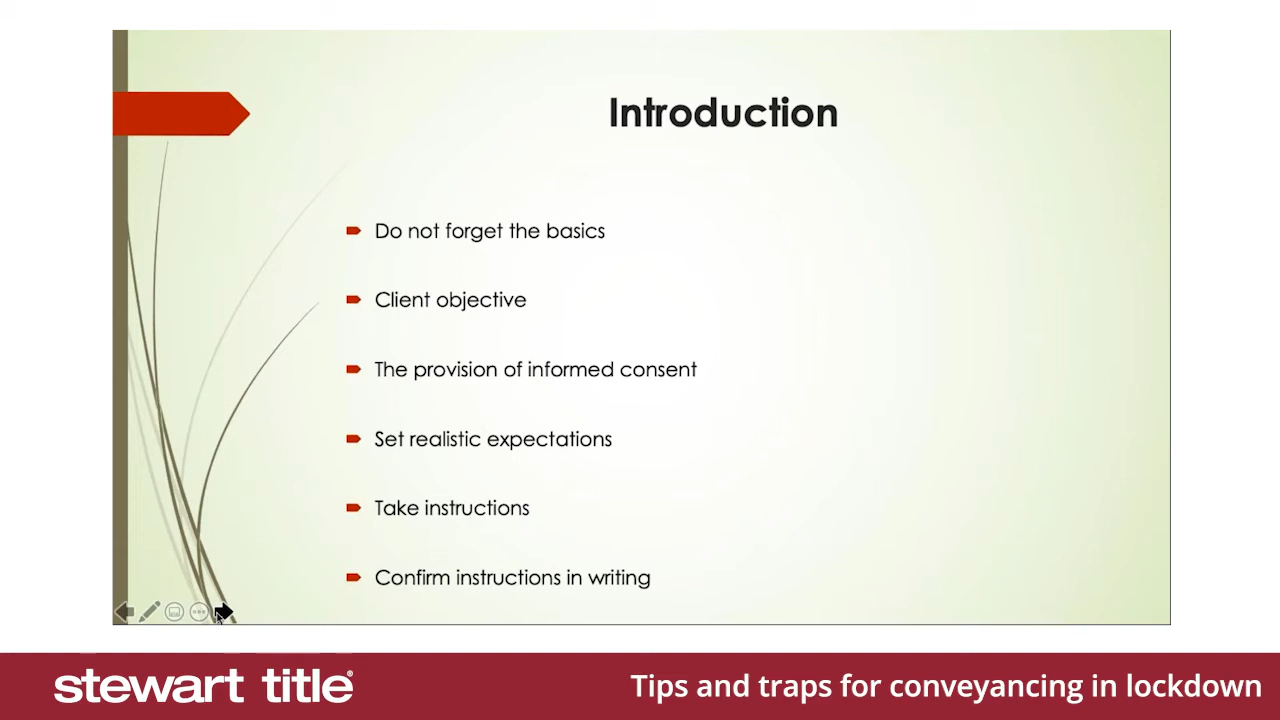 Introduction
Do not forget the basics
Client objective
The provision of informed consent
Set realistic expectations
Take instructions
Confirm instructions in writing
stewart title®
Tips and traps for conveyancing in lockdown